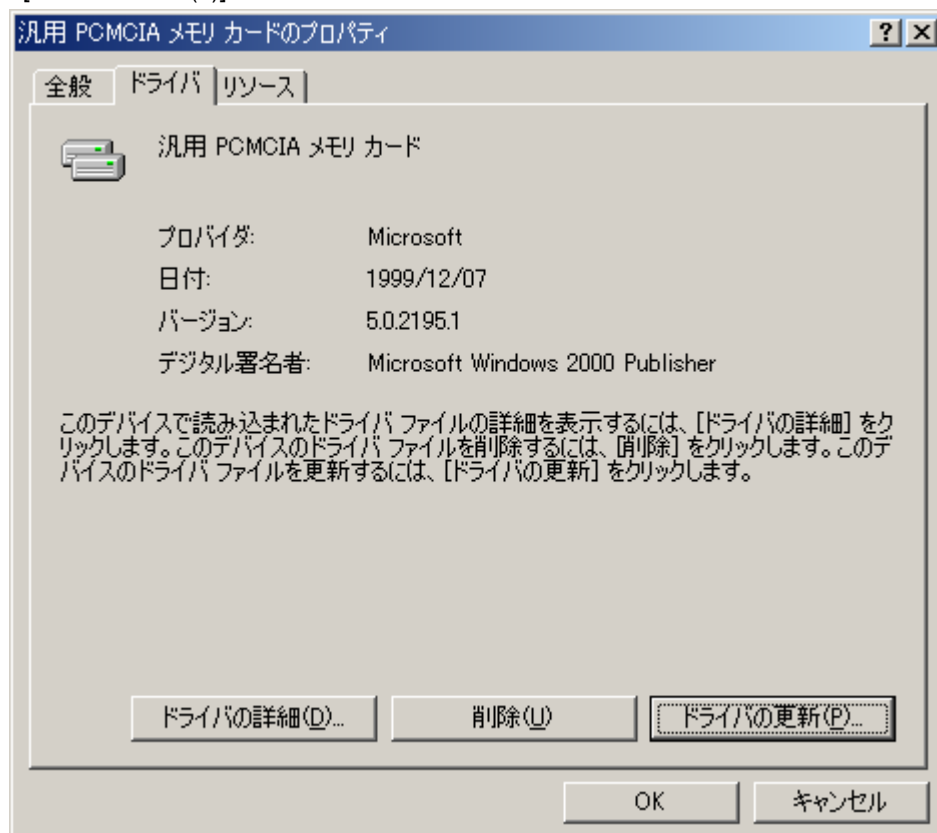 汎用 PCMCIA メモリ カードのプロパティ
全般 ドライバ リソース
汎用 PCMCIA メモリ カード
プロバイダ: Microsoft
日付: 1999/12/07
バージョン: 5.0.2195.1
デジタル署名者: Microsoft Windows 2000 Publisher
このデバイスで読み込まれたドライバ ファイルの詳細を表示するには、[ドライバの詳細] をク
リックします。このデバイスのドライバ ファイルを削除するには、[削除] をクリックします。このデ
バイスのドライバ ファイルを更新するには、[ドライバの更新] をクリックします。
ドライバの詳細(D)... 削除(U) ドライバの更新(P)...
OK キャンセル